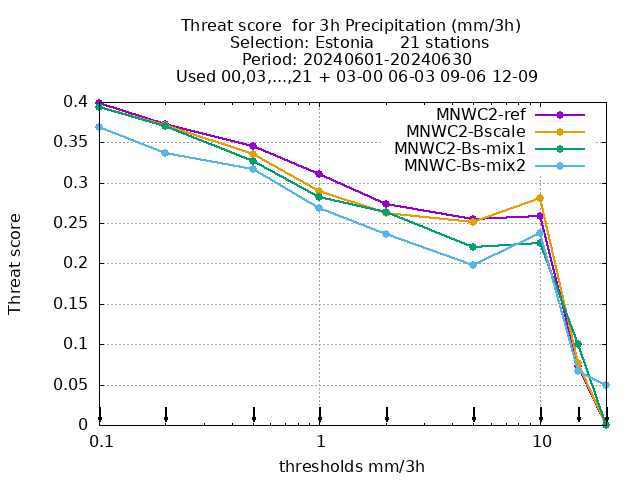 Threat score  for 3h Precipitation (mm/3h)
Selection: Estonia     21 stations
Period: 20240601-20240630
Used 00,03,...,21 + 03-00 06-03 09-06 12-09
MNWC2-ref
MNWC2-Bscale
MNWC2-Bs-mix1
MNWC-Bs-mix2
Threat score
0.4
0.35
0.3
0.25
0.2
0.15
0.1
0.05
0
0.1 1 10
thresholds mm/3h